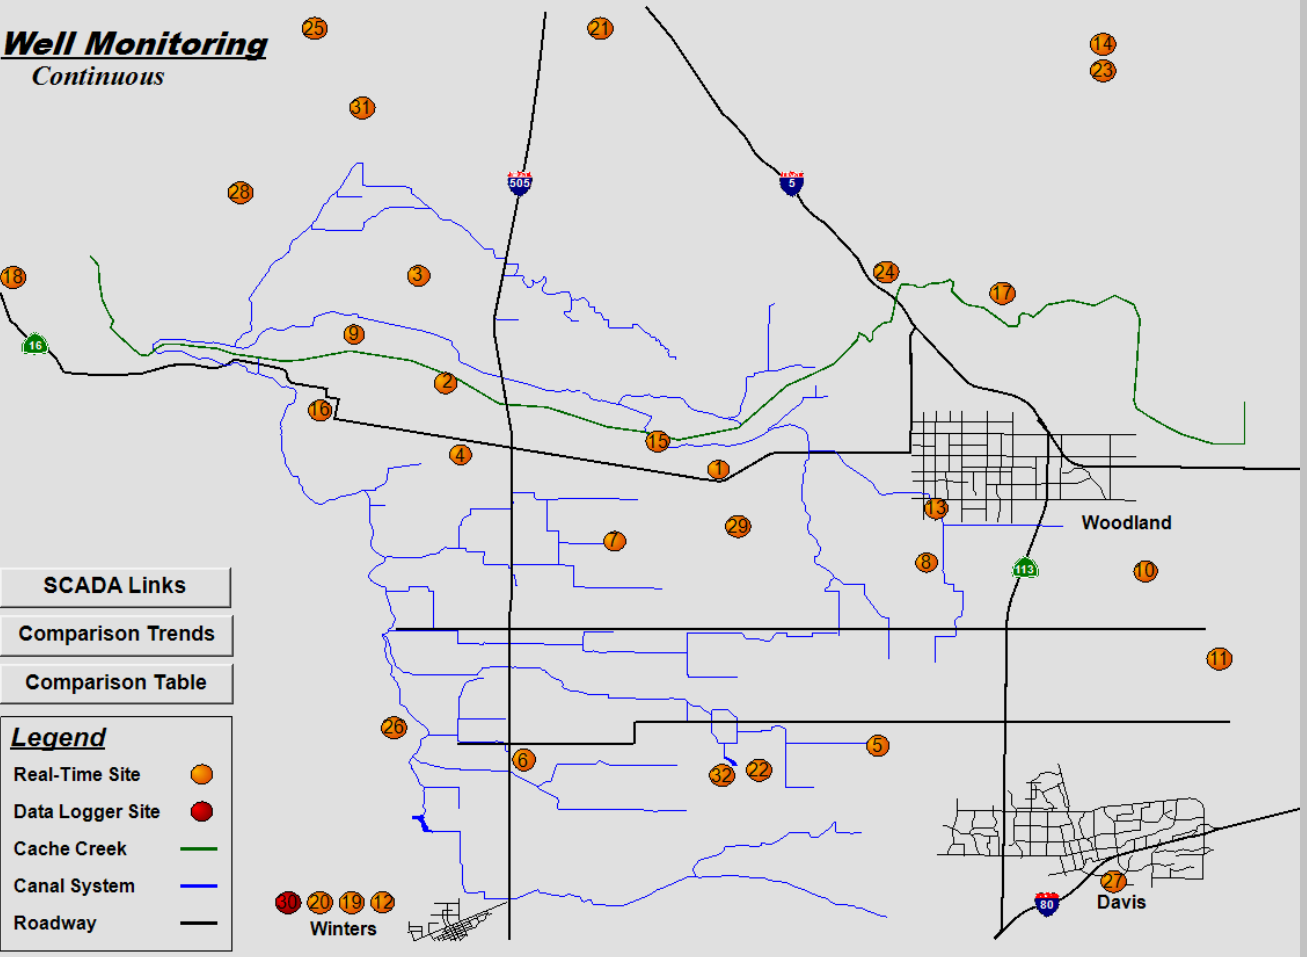 Well Monitoring
Continuous
25
21
14
23
31
505
5
28
18
3
24
17
16
9
2
16
15
4
1
13
Woodland
29
7
8
113
10
SCADA Links
Comparison Trends
11
Comparison Table
26
6
5
32
22
Legend
Real-Time Site
Data Logger Site
Cache Creek
Canal System
Roadway
30
20
19
12
Winters
27
80
Davis